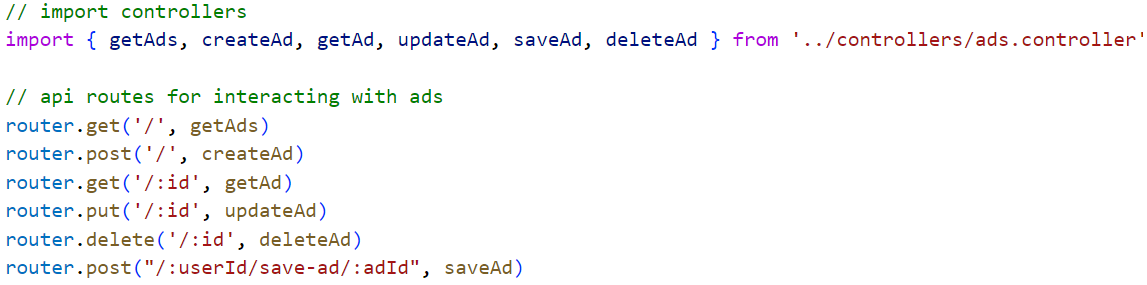 // import controllers
import { getAds, createAd, getAd, updateAd, saveAd, deleteAd } from '../controllers/ads.controller'
// api routes for interacting with ads
router.get('/', getAds)
router.post('/', createAd)
router.get('/:id', getAd)
router.put('/:id', updateAd)
router.delete('/:id', deleteAd)
router.post("/:userId/save-ad/:adId", saveAd)